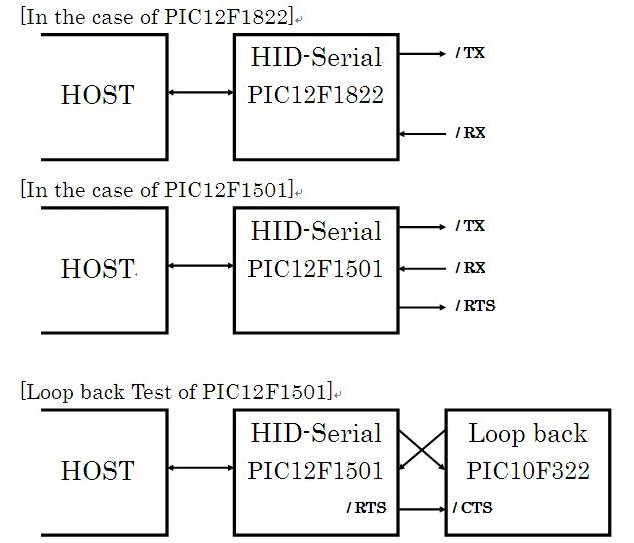 [In the case of PIC12F1822]
HOST
HID-Serial
PIC12F1822
/ TX
/ RX
[In the case of PIC12F1501]
HOST
HID-Serial
PIC12F1501
/ TX
/ RX
/ RTS
[Loop back Test of PIC12F1501]
HOST
HID-Serial
PIC12F1501
/ RTS
Loop back
PIC10F322
/ CTS